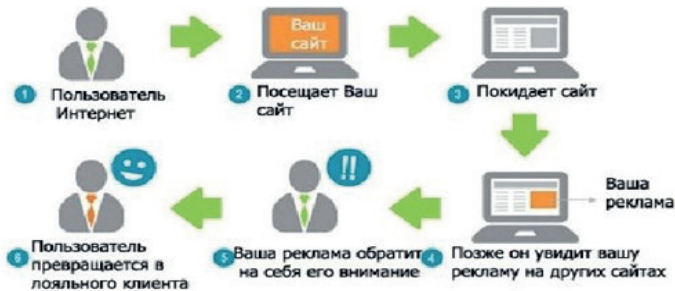 Ваш
сайт
1 Пользователь
Интернет
2 Посещает Ваш
сайт
3 Покидает сайт
Ваша
реклама
4 Позже он увидит вашу
рекламу на других сайтах
!!
5 Ваша реклама обратит
на себя его внимание
6 Пользователь
превращается в
лояльного клиента